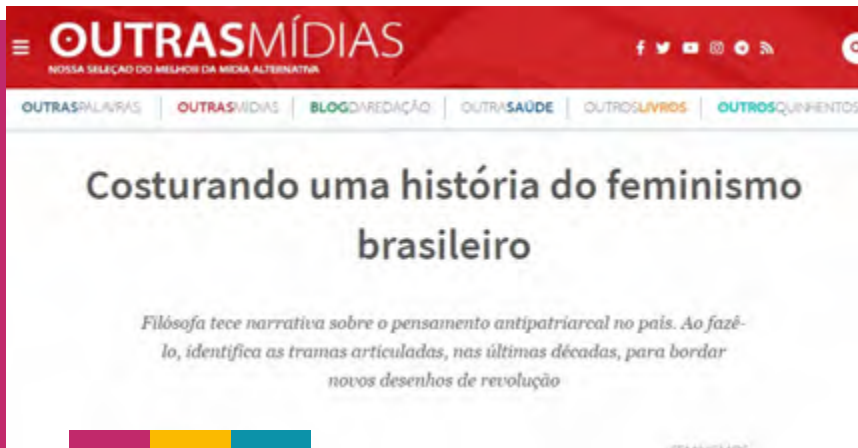 OUTRASMÍDIAS
NOSSA SELEÇÃO DO MELHOR DA MÍDIA ALTERNATIVA
OUTRASPALAVRAS | OUTRASMÍDIAS | BLOGDAREDAÇÃO | OUTRASAÚDE | OUTROSLIVROS | OUTROSQUINHENTOS
Costurando uma história do feminismo
brasileiro
Filósofa tece narrativa sobre o pensamento antipatriarcal no país. Ao fazê-
lo, identifica as tramas articuladas, nas últimas décadas, para bordar
novos desenhos de revolução